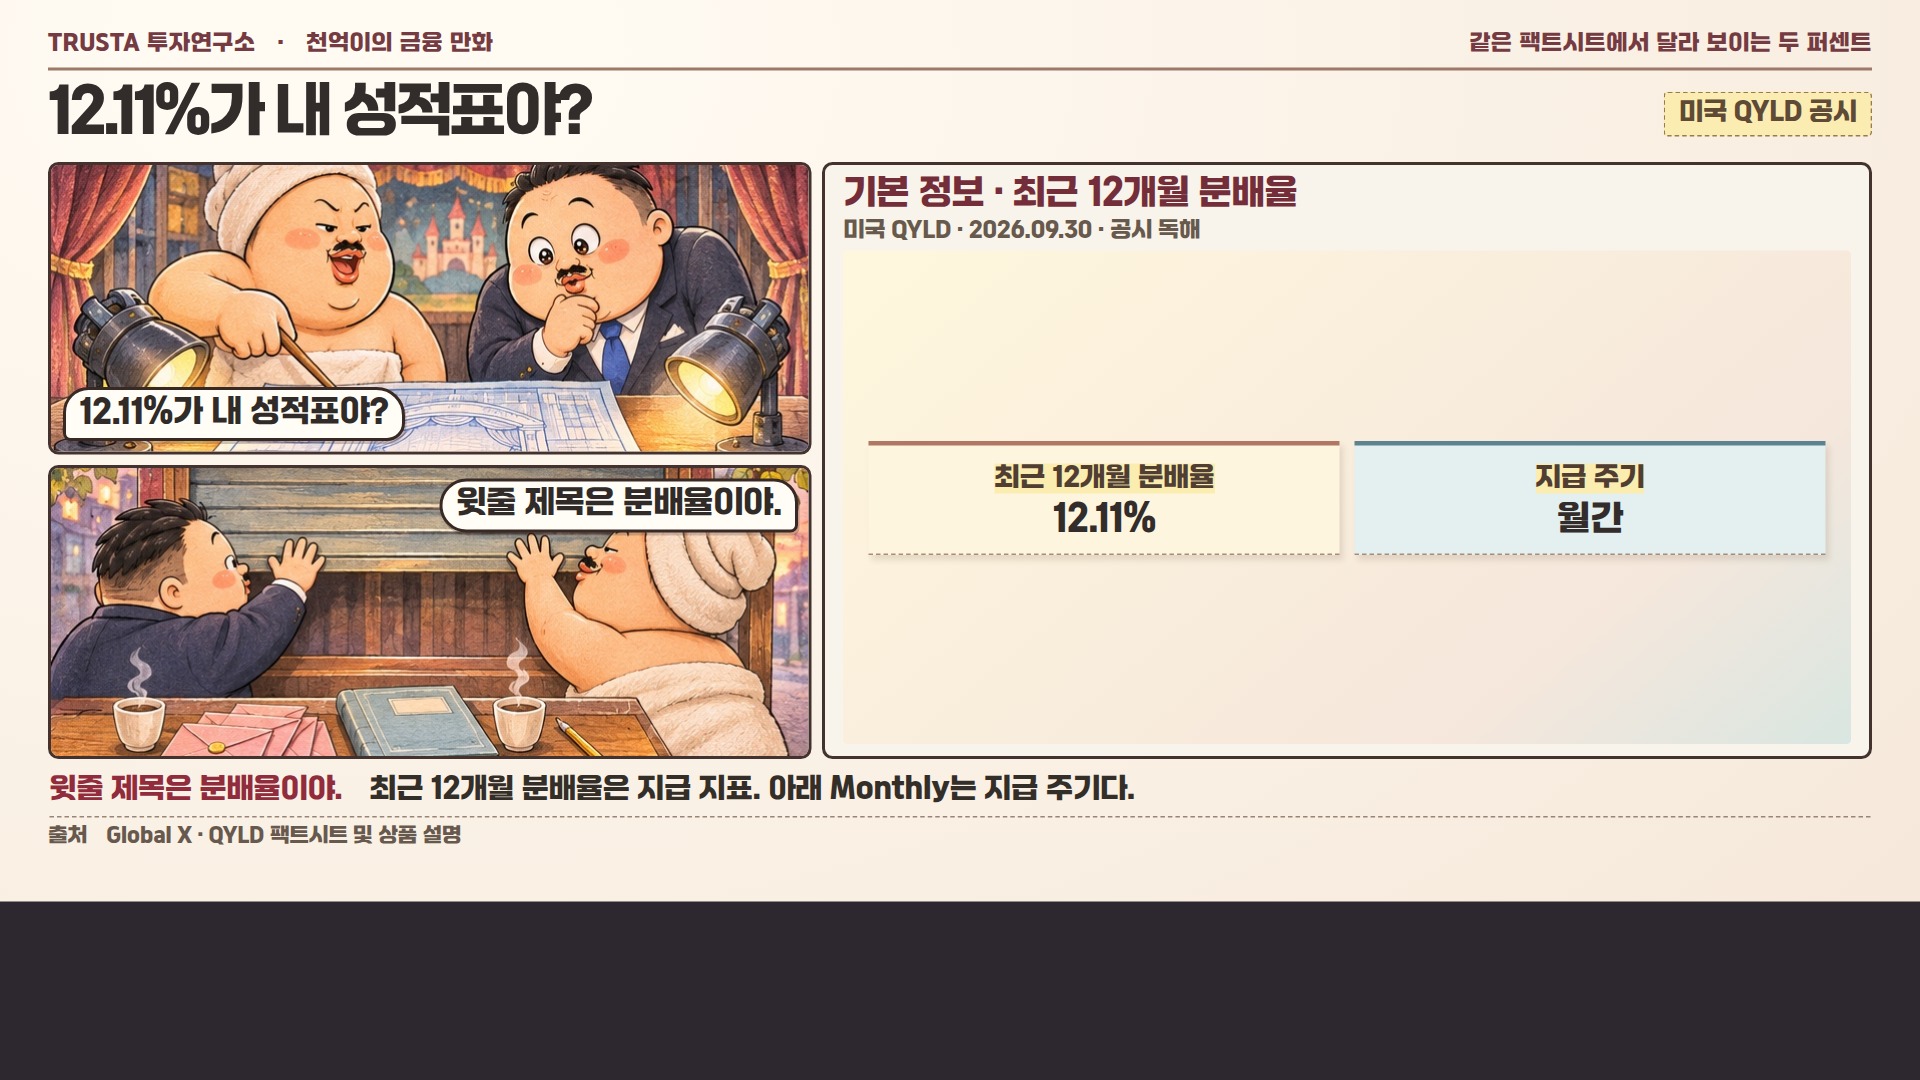 TRUSTA 투자연구소 · 천억이의 금융 만화
같은 팩트시트에서 달라 보이는 두 퍼센트
12.11%가 내 성적표야?
미국 QYLD 공시
12.11%가 내 성적표야?
윗줄 제목은 분배율이야.
기본 정보 · 최근 12개월 분배율
미국 QYLD · 2026.09.30 · 공시 독해
최근 12개월 분배율
12.11%
지급 주기
월간
윗줄 제목은 분배율이야. 최근 12개월 분배율은 지급 지표. 아래 Monthly는 지급 주기다.
출처 Global X · QYLD 팩트시트 및 상품 설명